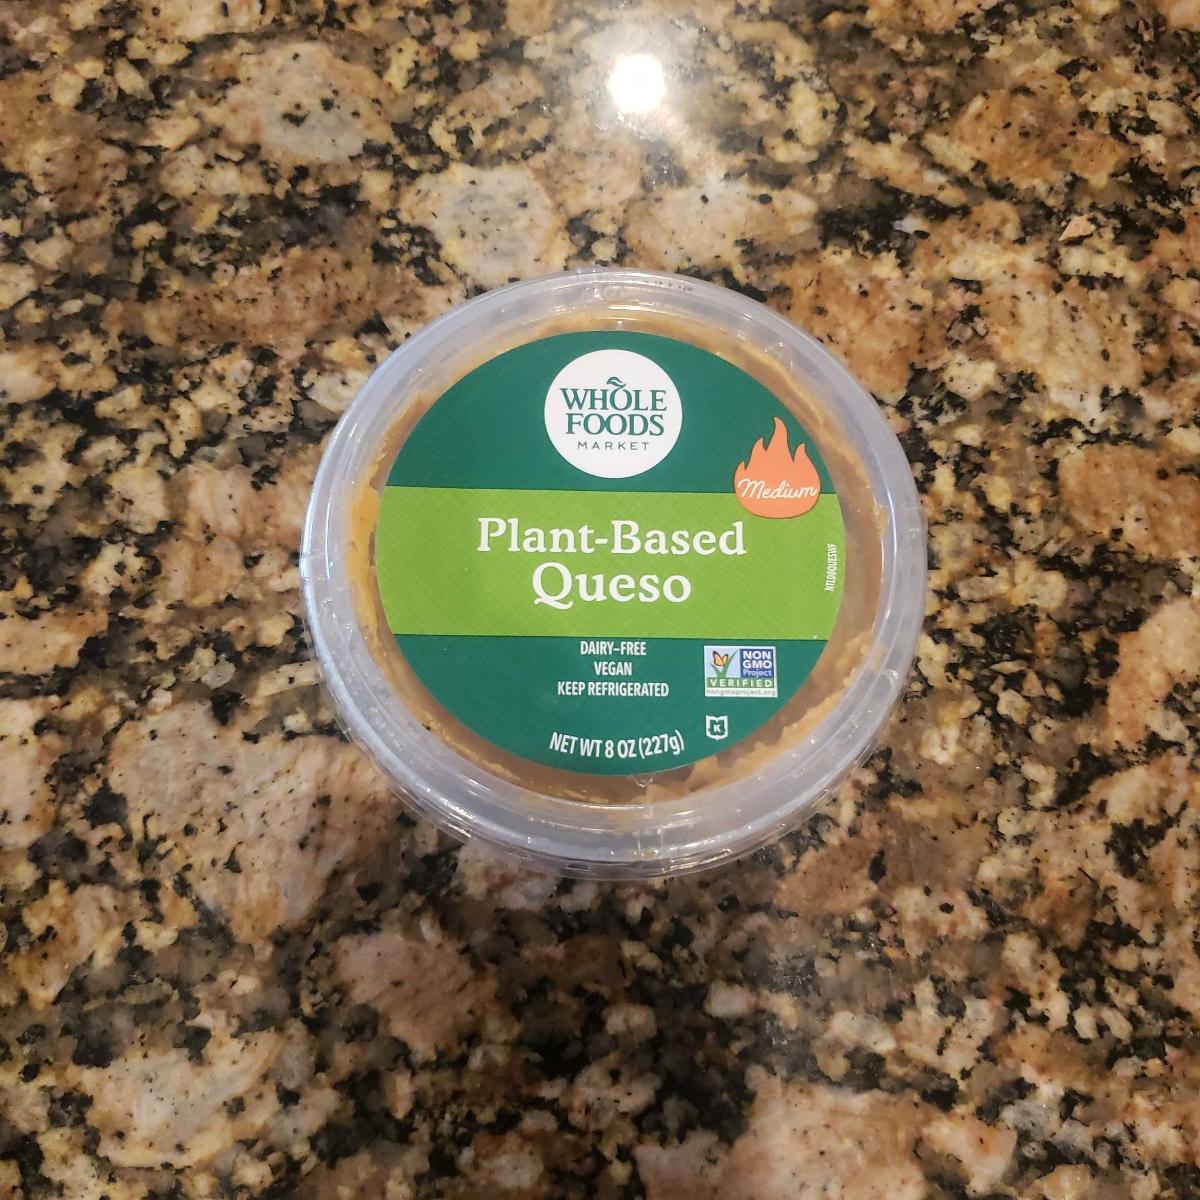 WHOLE
FOODS
MARKET
Medium
Plant-Based
Queso
NTLDBQUESWF
DAIRY-FREE
VEGAN
KEEP REFRIGERATED
NON
GMO
Project
VERIFIED
nongmoproject.org
K
NET WT 8 OZ (227g)